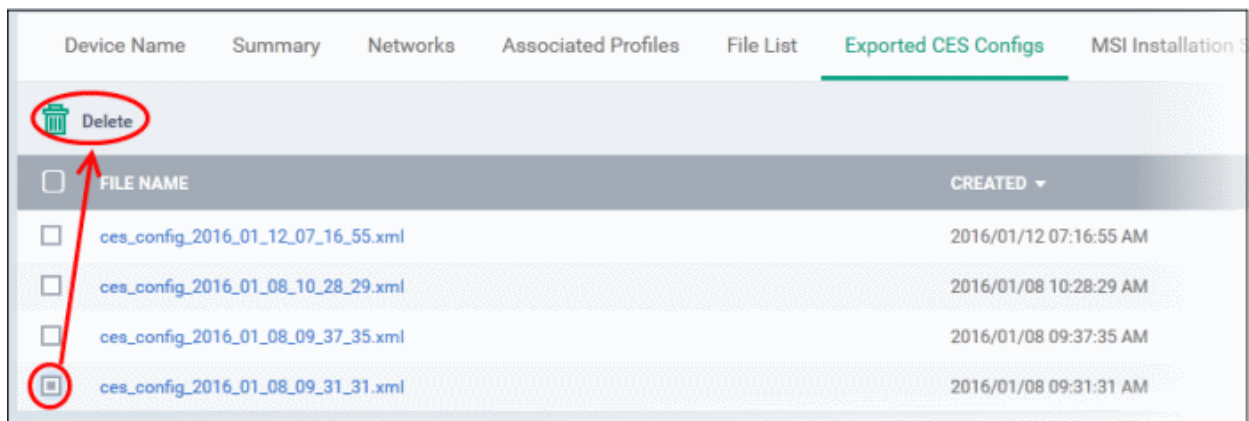 Device Name Summary Networks Associated Profiles File List Exported CES Configs MSI Installation
Delete
FILE NAME CREATED
ces_config_2016_01_12_07_16_55.xml 2016/01/12 07:16:55 AM
ces_config_2016_01_08_10_28_29.xml 2016/01/08 10:28:29 AM
ces_config_2016_01_08_09_37_35.xml 2016/01/08 09:37:35 AM
ces_config_2016_01_08_09_31_31.xml 2016/01/08 09:31:31 AM